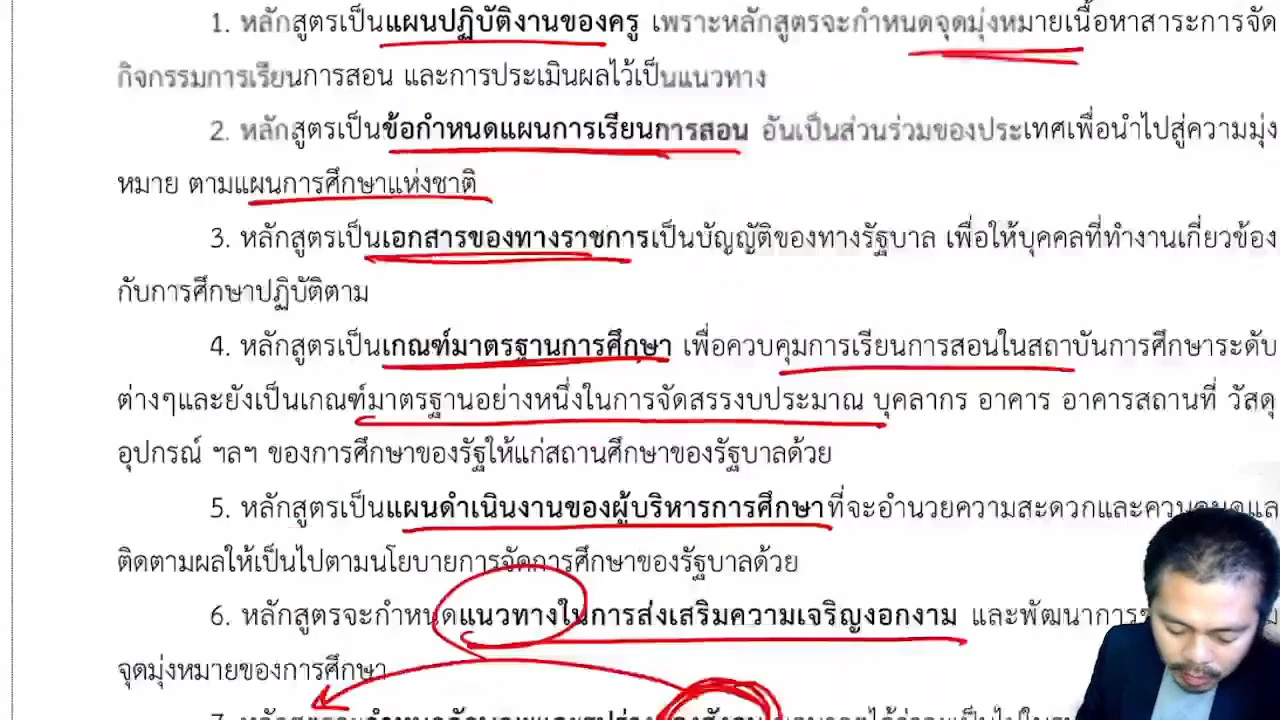 1. หลักสูตรเป็นแผนปฏิบัติงานของครู เพราะหลักสูตรจะกำหนดจุดมุ่งหมายเนื้อหาสาระการจัด
กิจกรรมการเรียนการสอน และการประเมินผลไว้เป็นแนวทาง
2. หลักสูตรเป็นข้อกำหนดแผนการเรียนการสอน อันเป็นส่วนร่วมของประเทศเพื่อนำไปสู่ความมุ่ง
หมาย ตามแผนการศึกษาแห่งชาติ
3. หลักสูตรเป็นเอกสารของทางราชการเป็นบัญญัติของทางรัฐบาล เพื่อให้บุคคลที่ทำงานเกี่ยวข้อง
กับการศึกษาปฏิบัติตาม
4. หลักสูตรเป็นเกณฑ์มาตรฐานการศึกษา เพื่อควบคุมการเรียนการสอนในสถาบันการศึกษาระดับ
ต่างๆและยังเป็นเกณฑ์มาตรฐานอย่างหนึ่งในการจัดสรรงบประมาณ บุคลากร อาคาร อาคารสถานที่ วัสดุ
อุปกรณ์ ฯลฯ ของการศึกษาของรัฐให้แก่สถานศึกษาของรัฐบาลด้วย
5. หลักสูตรเป็นแผนดำเนินงานของผู้บริหารการศึกษาที่จะอำนวยความสะดวกและ
ติดตามผลให้เป็นไปตามนโยบายการจัดการศึกษาของรัฐบาลด้วย
6. หลักสูตรจะกำหนดแนวทางในการส่งเสริมความเจริญงอกงาม และพัฒนาการ
จุดมุ่งหมายของการศึกษา
7.